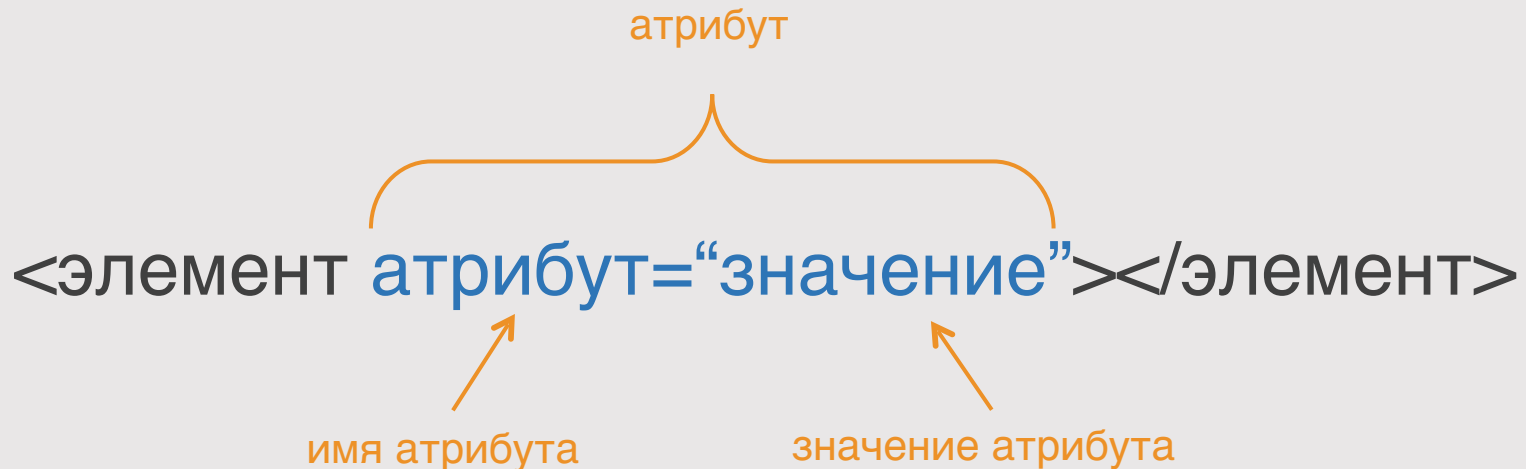 атрибут
<элемент атрибут=“значение”></элемент>
имя атрибута
значение атрибута